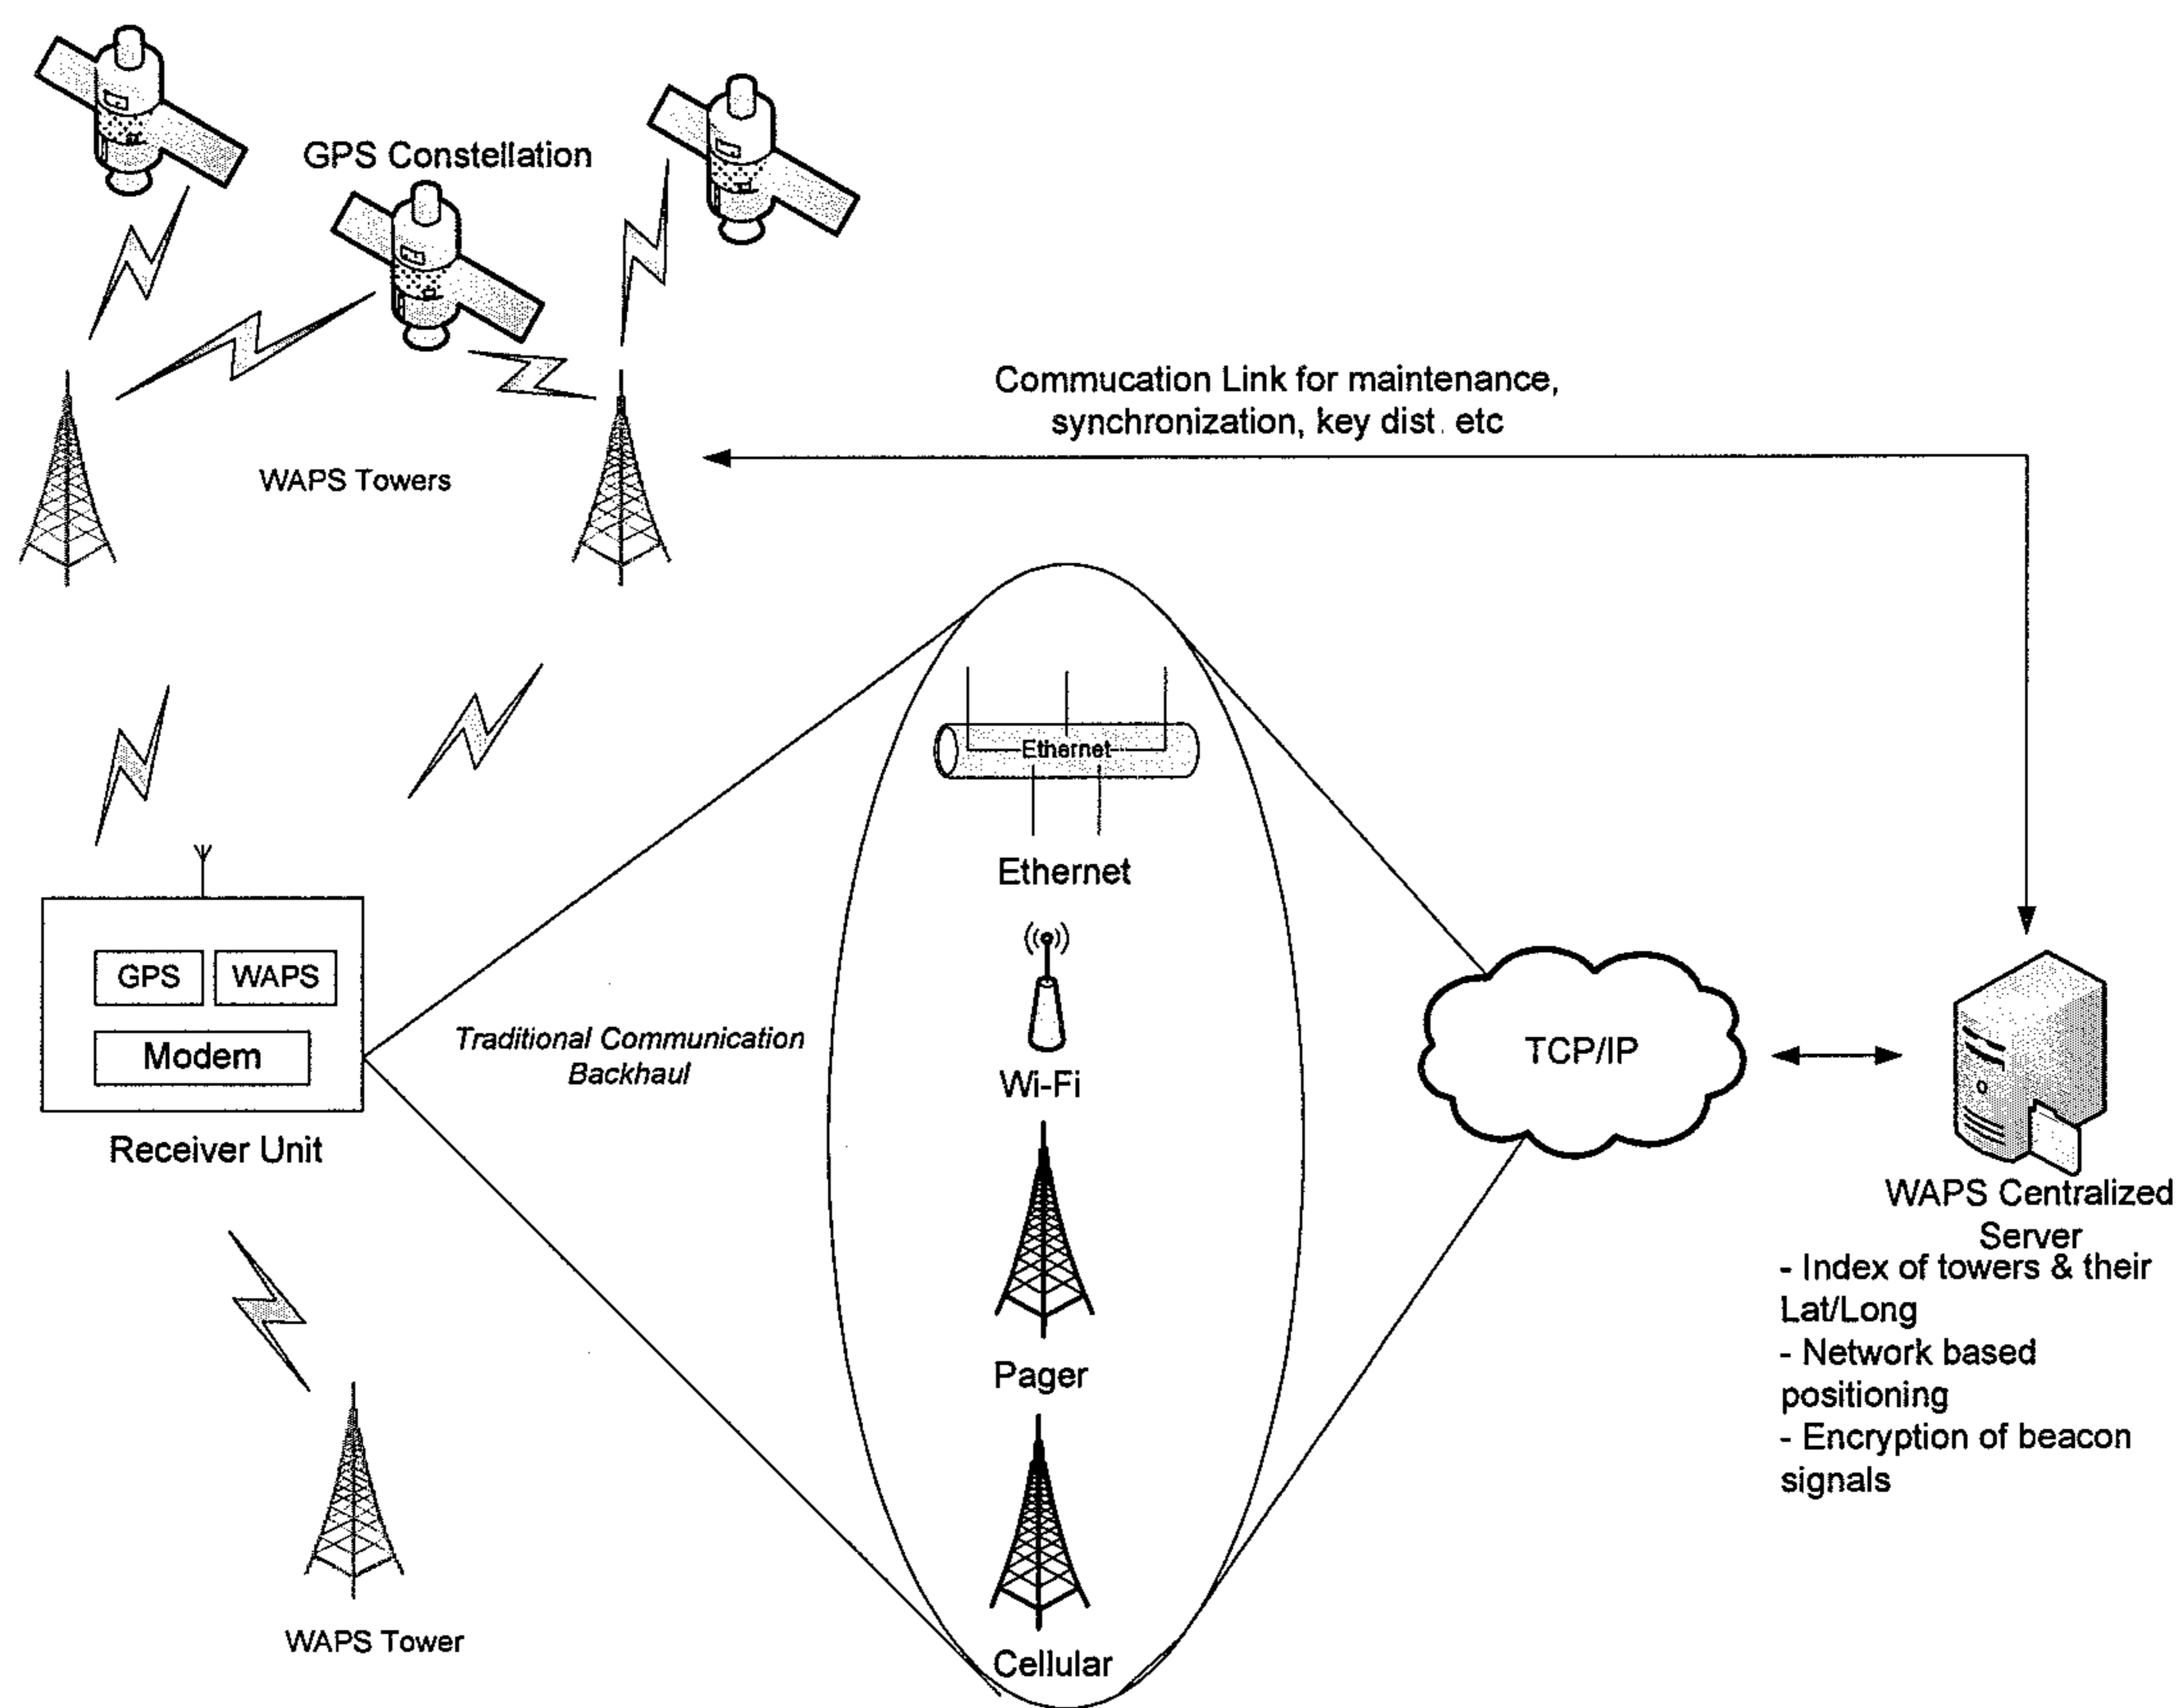 GPS Constellation
Commucation Link for maintenance,
synchronization, key dist. etc
WAPS Towers
Ethernet
Ethernet
GPS
WAPS
Modem
Receiver Unit
Traditional Communication
Backhaul
Wi-Fi
TCP/IP
Pager
Cellular
WAPS Centralized
Server
- Index of towers & their
Lat/Long
- Network based
positioning
- Encryption of beacon
signals
WAPS Tower